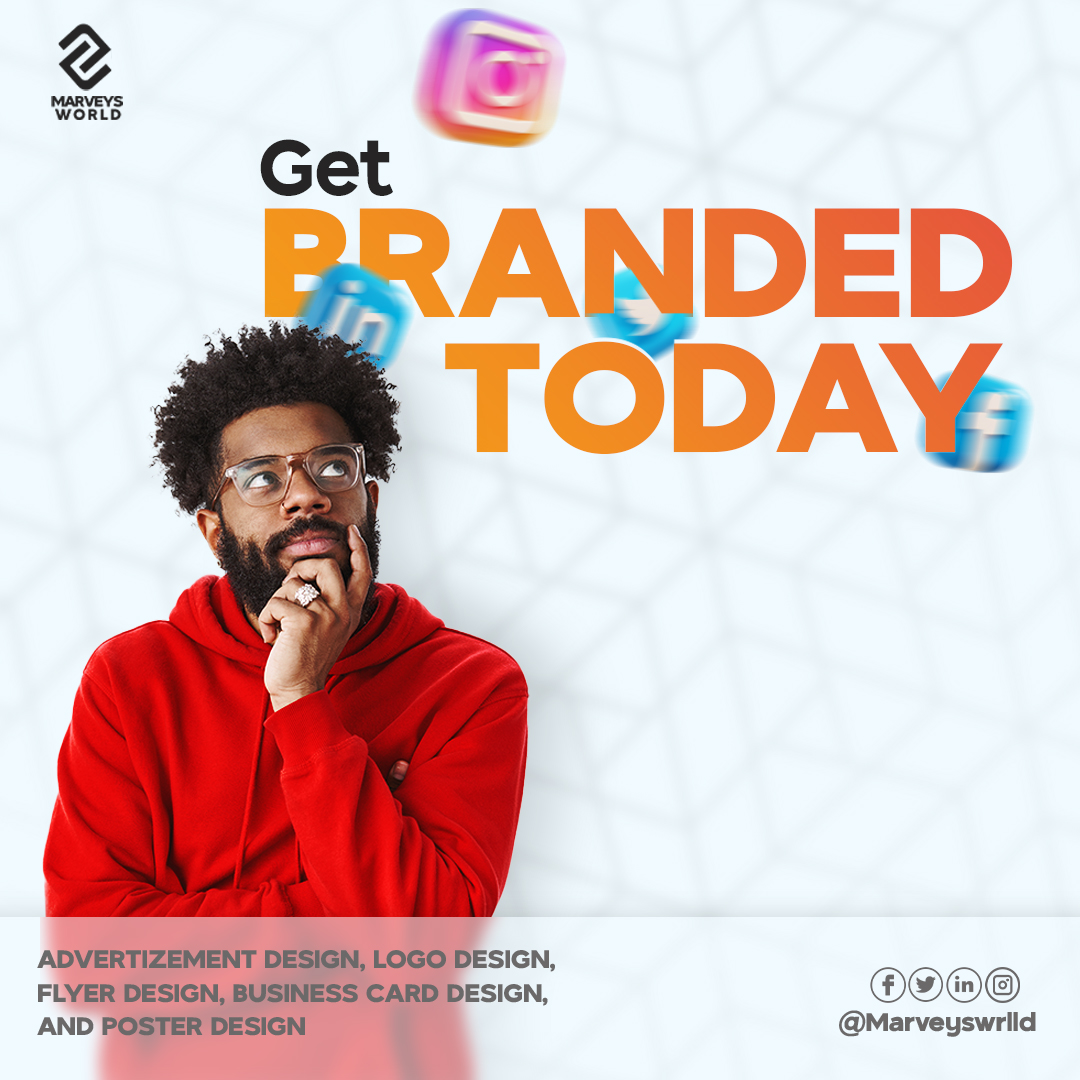 MARVEYS
WORLD
Get
BRANDED
TODAY
ADVERTIZEMENT DESIGN, LOGO DESIGN,
FLYER DESIGN, BUSINESS CARD DESIGN,
AND POSTER DESIGN
@Marveyswrlld